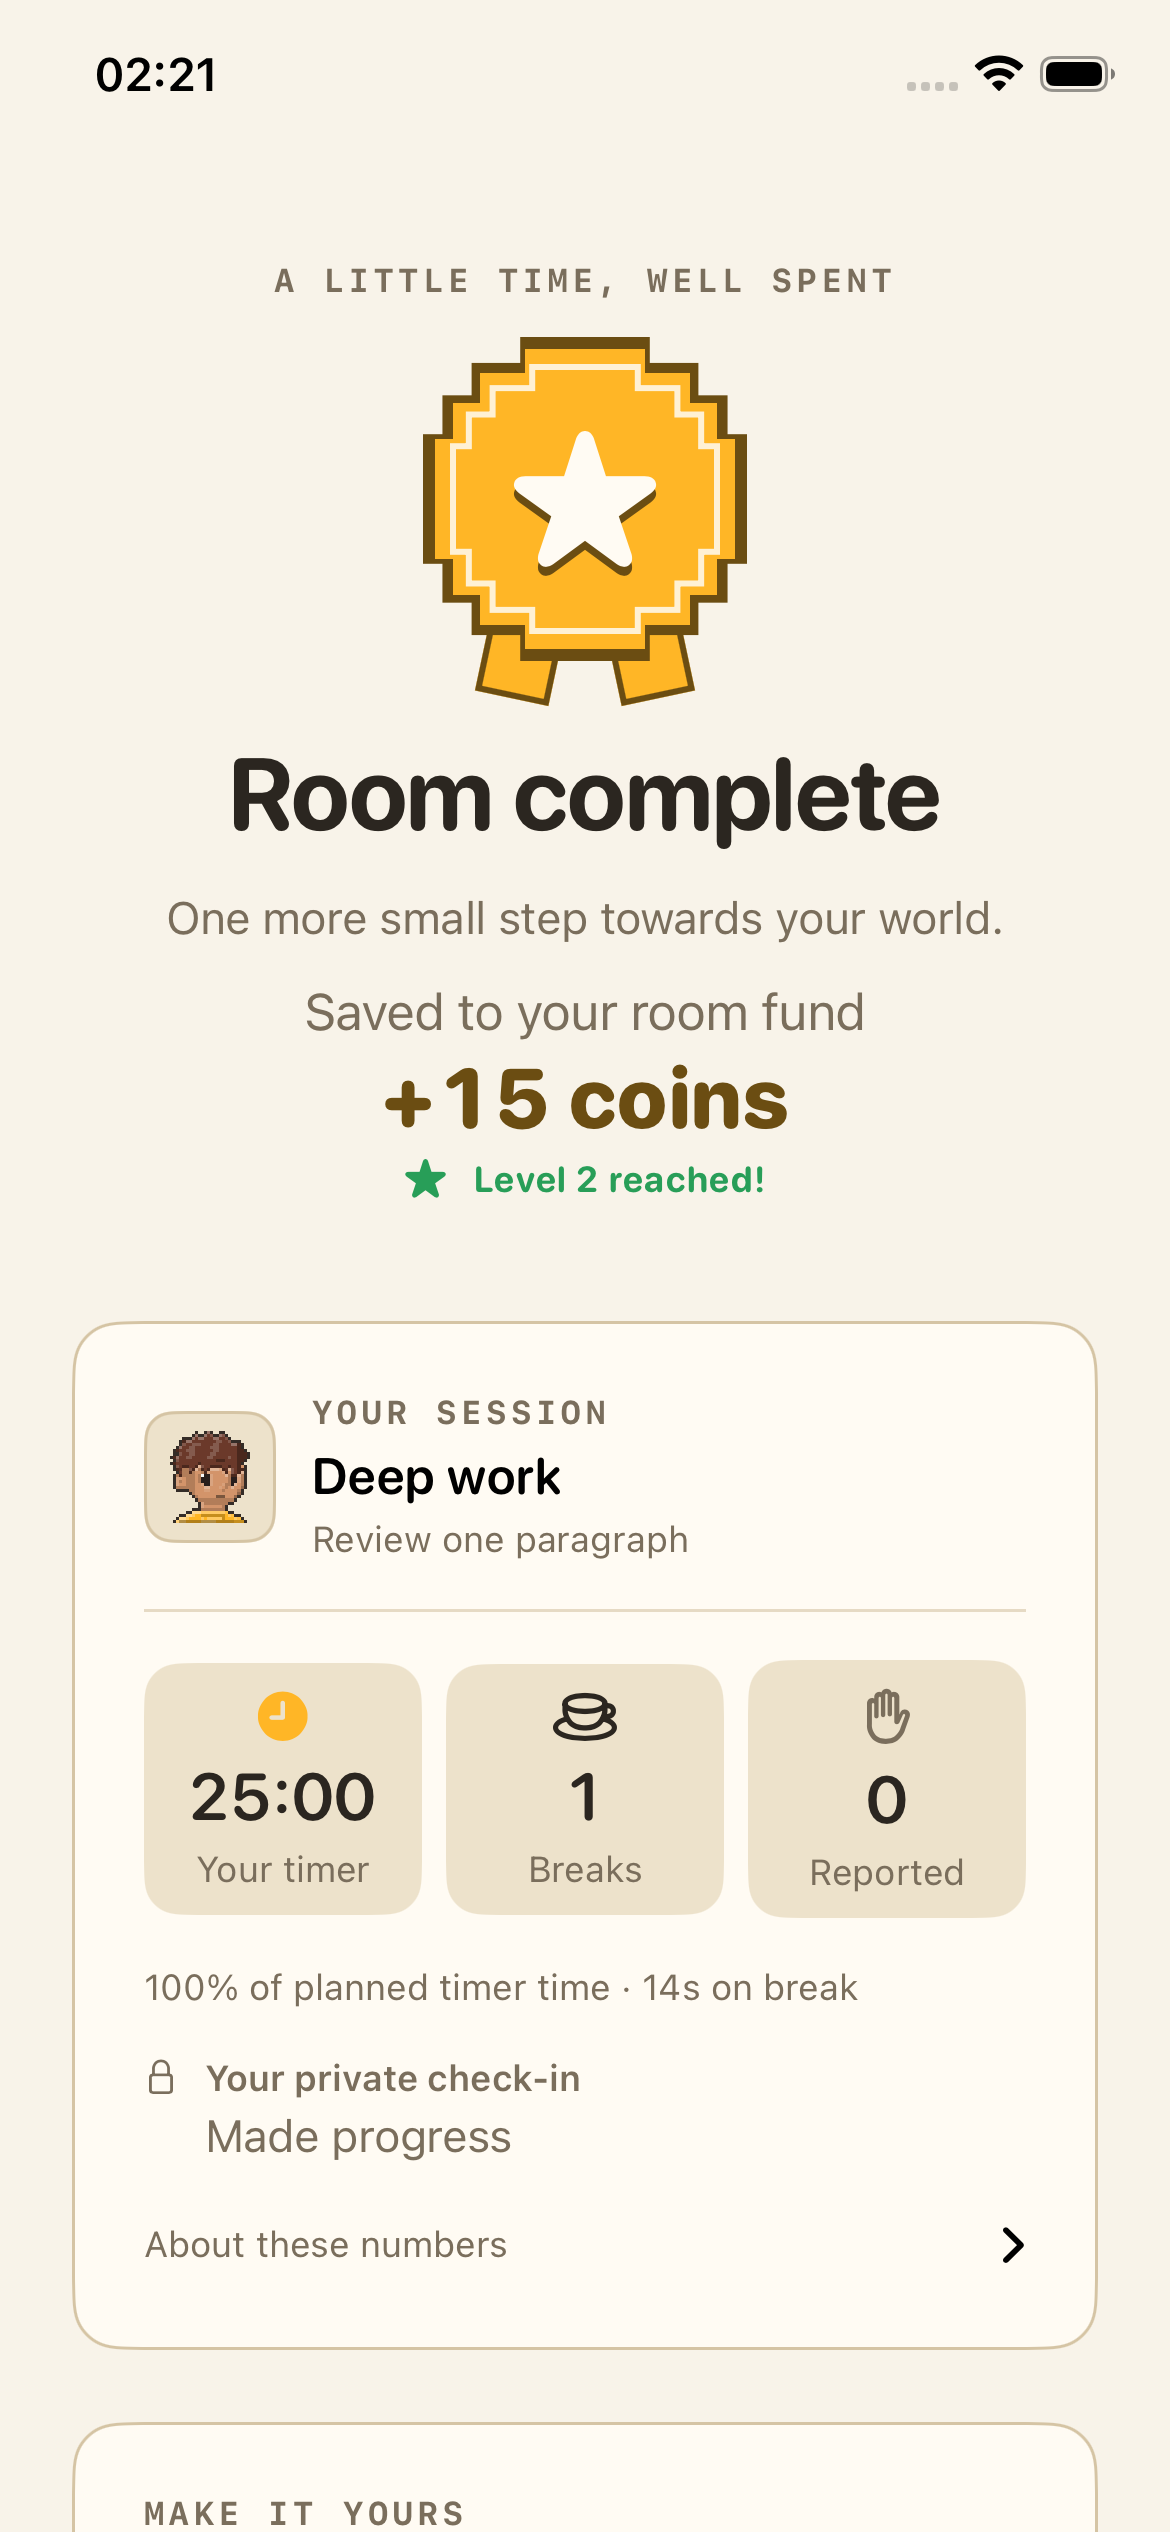 02:21
A LITTLE TIME, WELL SPENT
Room complete
One more small step towards your world.
Saved to your room fund
+15 coins
Level 2 reached!
YOUR SESSION
Deep work
Review one paragraph
25:00
Your timer
1
Breaks
0
Reported
100% of planned timer time · 14s on break
Your private check-in
Made progress
About these numbers
MAKE IT YOURS